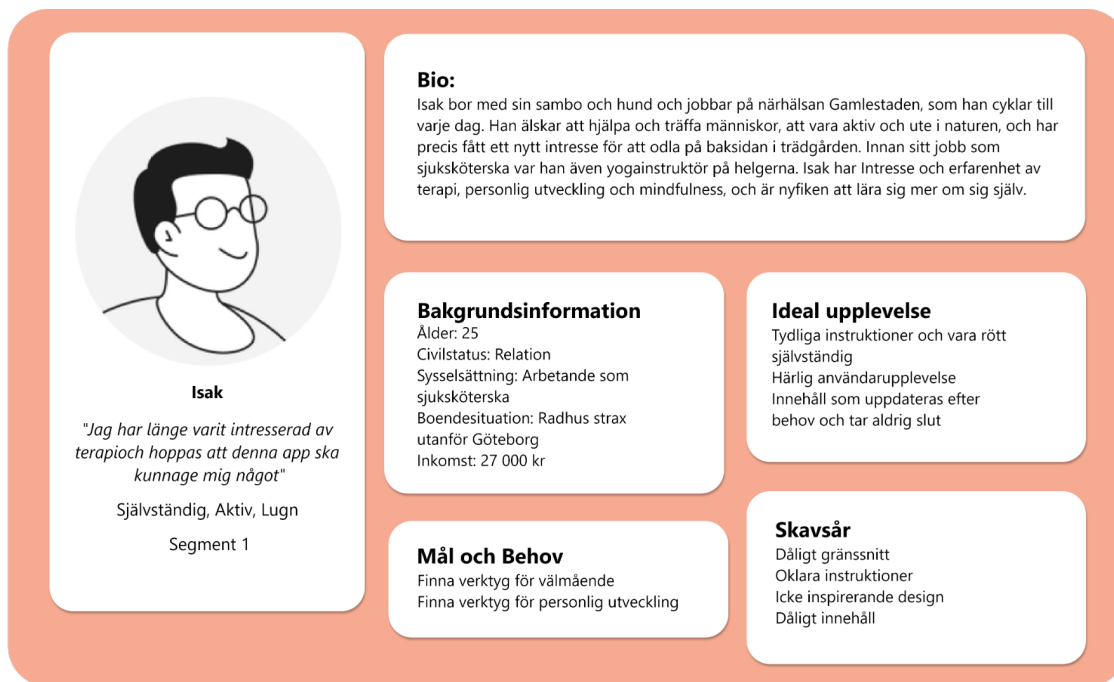 Isak
"Jag har länge varit intresserad av
terapioch hoppas att denna app ska
kunnage mig något"
Självständig, Aktiv, Lugn
Segment 1
Bio:
Isak bor med sin sambo och hund och jobbar på närhälsan Gamlestaden, som han cyklar till
varje dag. Han älskar att hjälpa och träffa människor, att vara aktiv och ute i naturen, och har
precis fått ett nytt intresse för att odla på baksidan i trädgården. Innan sitt jobb som
sjuksköterska var han även yogainstruktör på helgerna. Isak har Intresse och erfarenhet av
terapi, personlig utveckling och mindfulness, och är nyfiken att lära sig mer om sig själv.
Bakgrundsinformation
Ålder: 25
Civilstatus: Relation
Sysselsättning: Arbetande som
sjuksköterska
Boendesituation: Radhus strax
utanför Göteborg
Inkomst: 27 000 kr
Mål och Behov
Finna verktyg för välmående
Finna verktyg för personlig utveckling
Ideal upplevelse
Tydliga instruktioner och vara rött
självständig
Härlig användarupplevelse
Innehåll som uppdateras efter
behov och tar aldrig slut
Skavsår
Dåligt gränssnitt
Oklara instruktioner
Icke inspirerande design
Dåligt innehåll